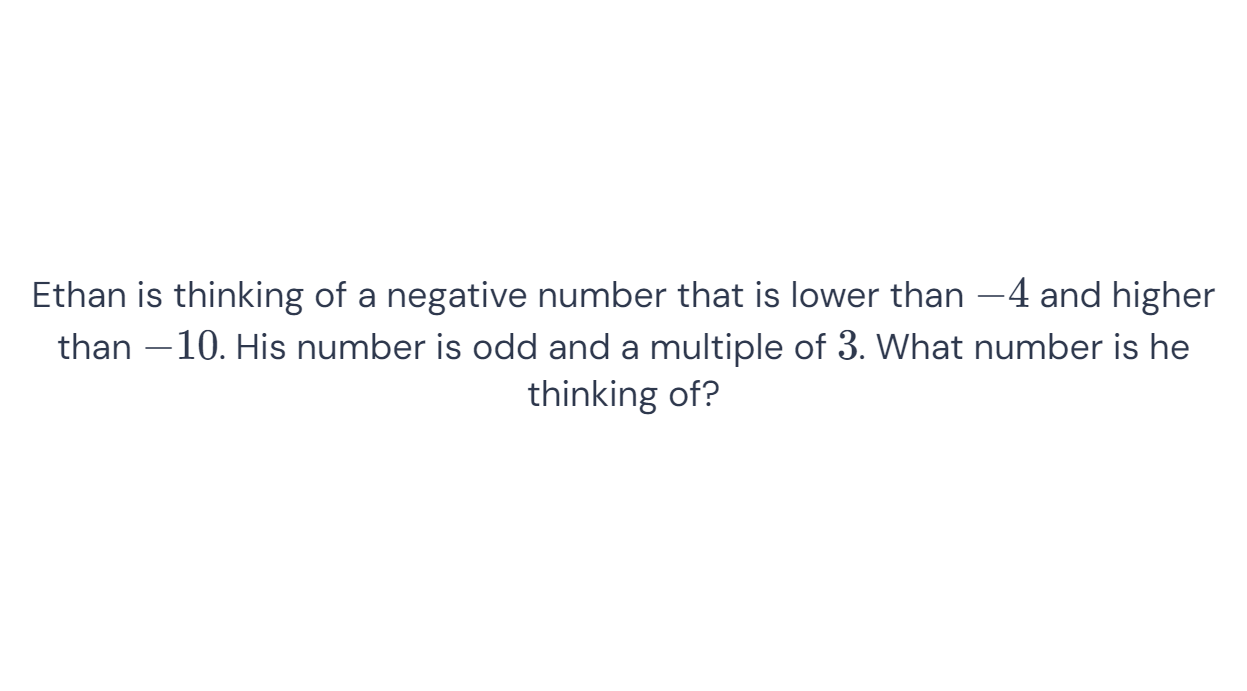 Ethan is thinking of a negative number that is lower than −4 and higher
than −10. His number is odd and a multiple of 3. What number is he
thinking of?